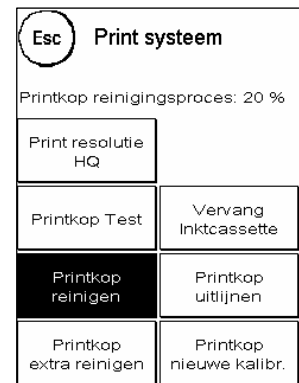 Esc Print systeem
Printkop reinigingsproces: 20 %
Print resolutie
HQ
Printkop Test
Vervang
Inktcassette
Printkop
reinigen
Printkop
uitlijnen
Printkop
extra reinigen
Printkop
nieuwe kalibr.